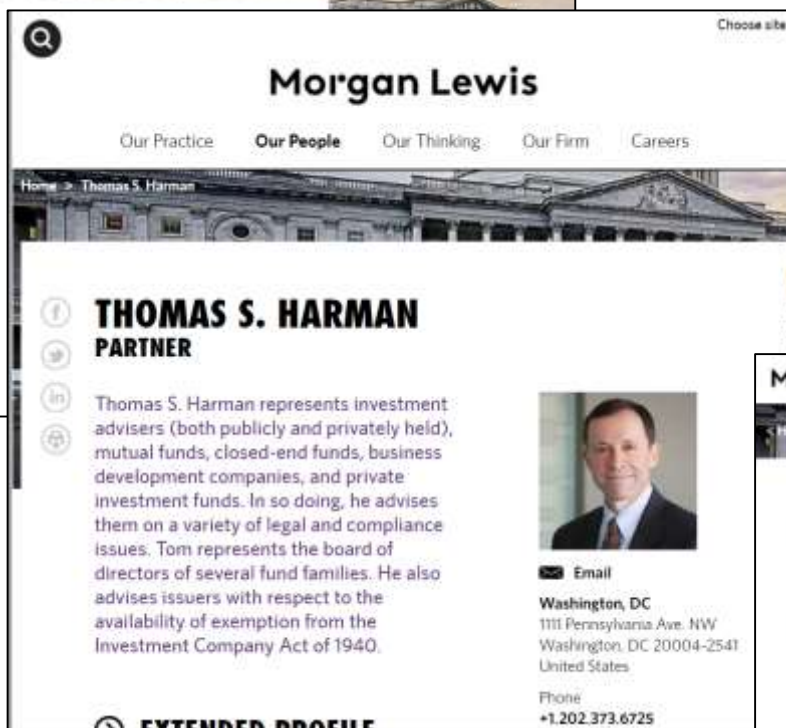 Choose site
Morgan Lewis
Our Practice Our People Our Thinking Our Firm Careers
Home > Thomas S. Harman
THOMAS S. HARMAN
PARTNER
Thomas S. Harman represents investment
advisers (both publicly and privately held),
mutual funds, closed-end funds, business
development companies, and private
investment funds. In so doing, he advises
them on a variety of legal and compliance
issues. Tom represents the board of
directors of several fund families. He also
advises issuers with respect to the
availability of exemption from the
Investment Company Act of 1940.
Email
Washington, DC
1111 Pennsylvania Ave. NW
Washington, DC 20004-2541
United States
Phone
+1.202.373.6725
EXTENDED PROFILE
M